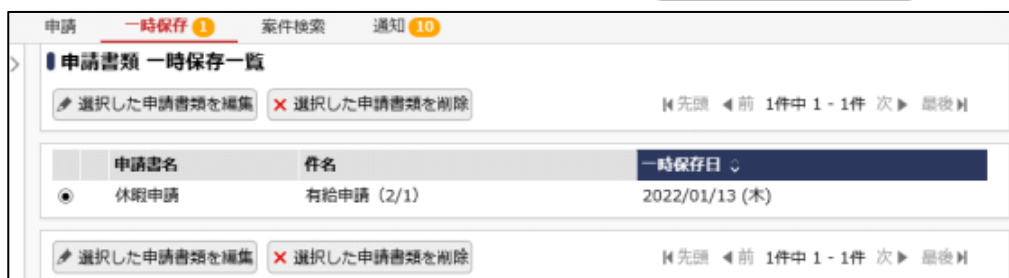 申請 一時保存 1 案件検索 通知 10
申請書類 一時保存一覧
選択した申請書類を編集 選択した申請書類を削除 先頭 前 1件中 1 - 1件 次 最後
申請書名 件名 一時保存日
休暇申請 有給申請（2/1） 2022/01/13 (木)
選択した申請書類を編集 選択した申請書類を削除 先頭 前 1件中 1 - 1件 次 最後